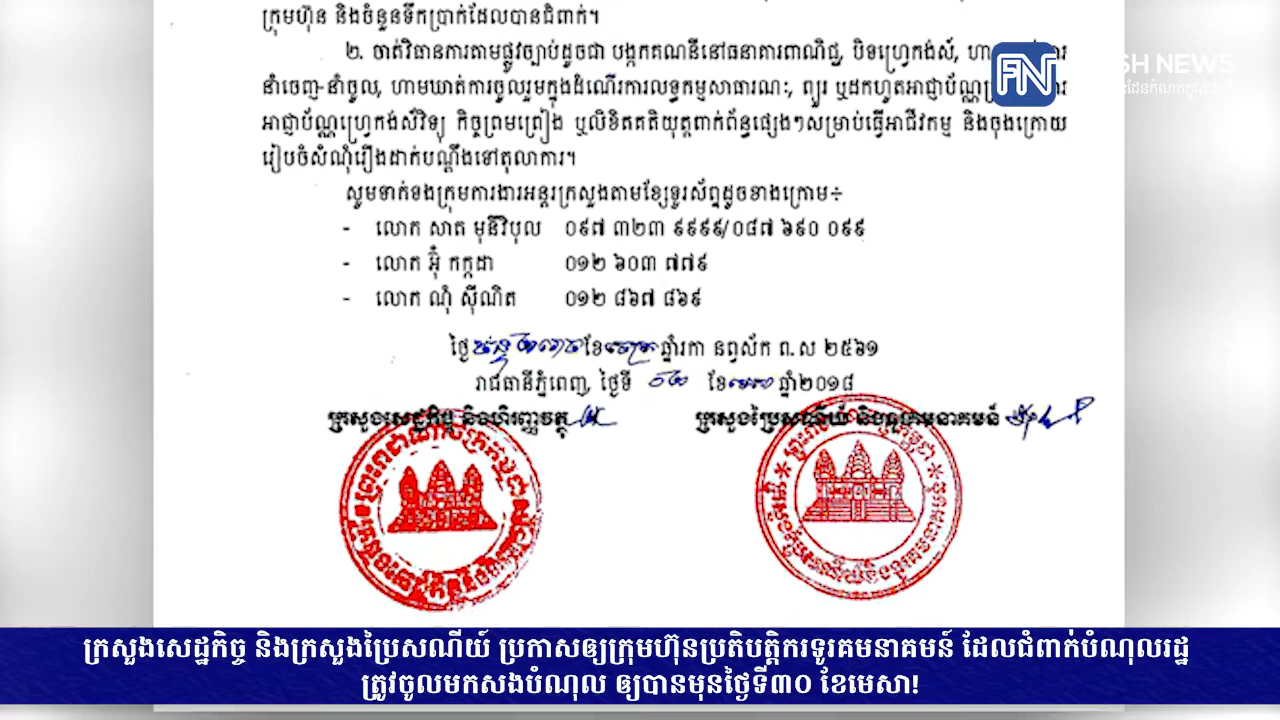 ក្រុមហ៊ុន និងចំនួនទឹកប្រាក់ដែលបានជំពាក់។
២. ចាត់វិធានការតាមផ្លូវច្បាប់ដូចជា បង្កកគណនីនៅធនាគារពាណិជ្ជ, បិទហ្វ្រេកង់ស៍,
នាំចេញ-នាំចូល, ហាមឃាត់ការចូលរួមក្នុងដំណើរការលទ្ធកម្មសាធារណៈ, ព្យួរ ឬដកហូតអាជ្ញាប័ណ្ណ
អាជ្ញាប័ណ្ណហ្វ្រេកង់ស៍វិទ្យុ កិច្ចព្រមព្រៀង ឬលិខិតគតិយុត្តពាក់ព័ន្ធផ្សេងៗសម្រាប់ធ្វើអាជីវកម្ម និងចុងក្រោយ
រៀបចំសំណុំរឿងដាក់បណ្តឹងទៅតុលាការ។
សូមទាក់ទងក្រុមការងារអន្តរក្រសួងតាមខ្សែទូរស័ព្ទដូចខាងក្រោម៖
- លោក សាត មុនីវិបុល ០៩៧ ៣២៣ ៩៩៩៩/០៨៧ ៦៩០ ០៩៩
- លោក អ៊ុំ កក្កដា ០១២ ៦០៣ ៧៧៩
- លោក ណុំ ស៊ីណិត ០១២ ៨៦៧ ៨៦៩
ថ្ងៃ ខែ ឆ្នាំរកា នព្វស័ក ព.ស ២៥៦១
រាជធានីភ្នំពេញ, ថ្ងៃទី ០២ ខែមេសា ឆ្នាំ២០១៨
ក្រសួងសេដ្ឋកិច្ច និងហិរញ្ញវត្ថុ
ក្រសួងប្រៃសណីយ៍ និងទូរគមនាគមន៍
FN
SH NEWS
ក្រសួងសេដ្ឋកិច្ច និងក្រសួងប្រៃសណីយ៍ ប្រកាសឲ្យក្រុមហ៊ុនប្រតិបត្តិករទូរគមនាគមន៍ ដែលជំពាក់បំណុលរដ្ឋ
ត្រូវចូលមកសងបំណុល ឲ្យបានមុនថ្ងៃទី៣០ ខែមេសា!